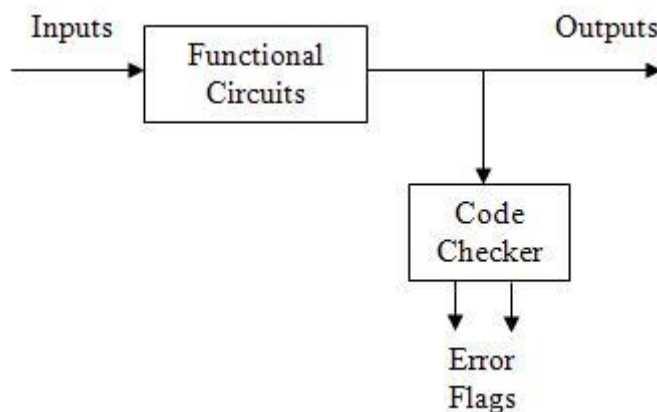 Inputs
Functional
Circuits
Outputs
Code
Checker
Error
Flags